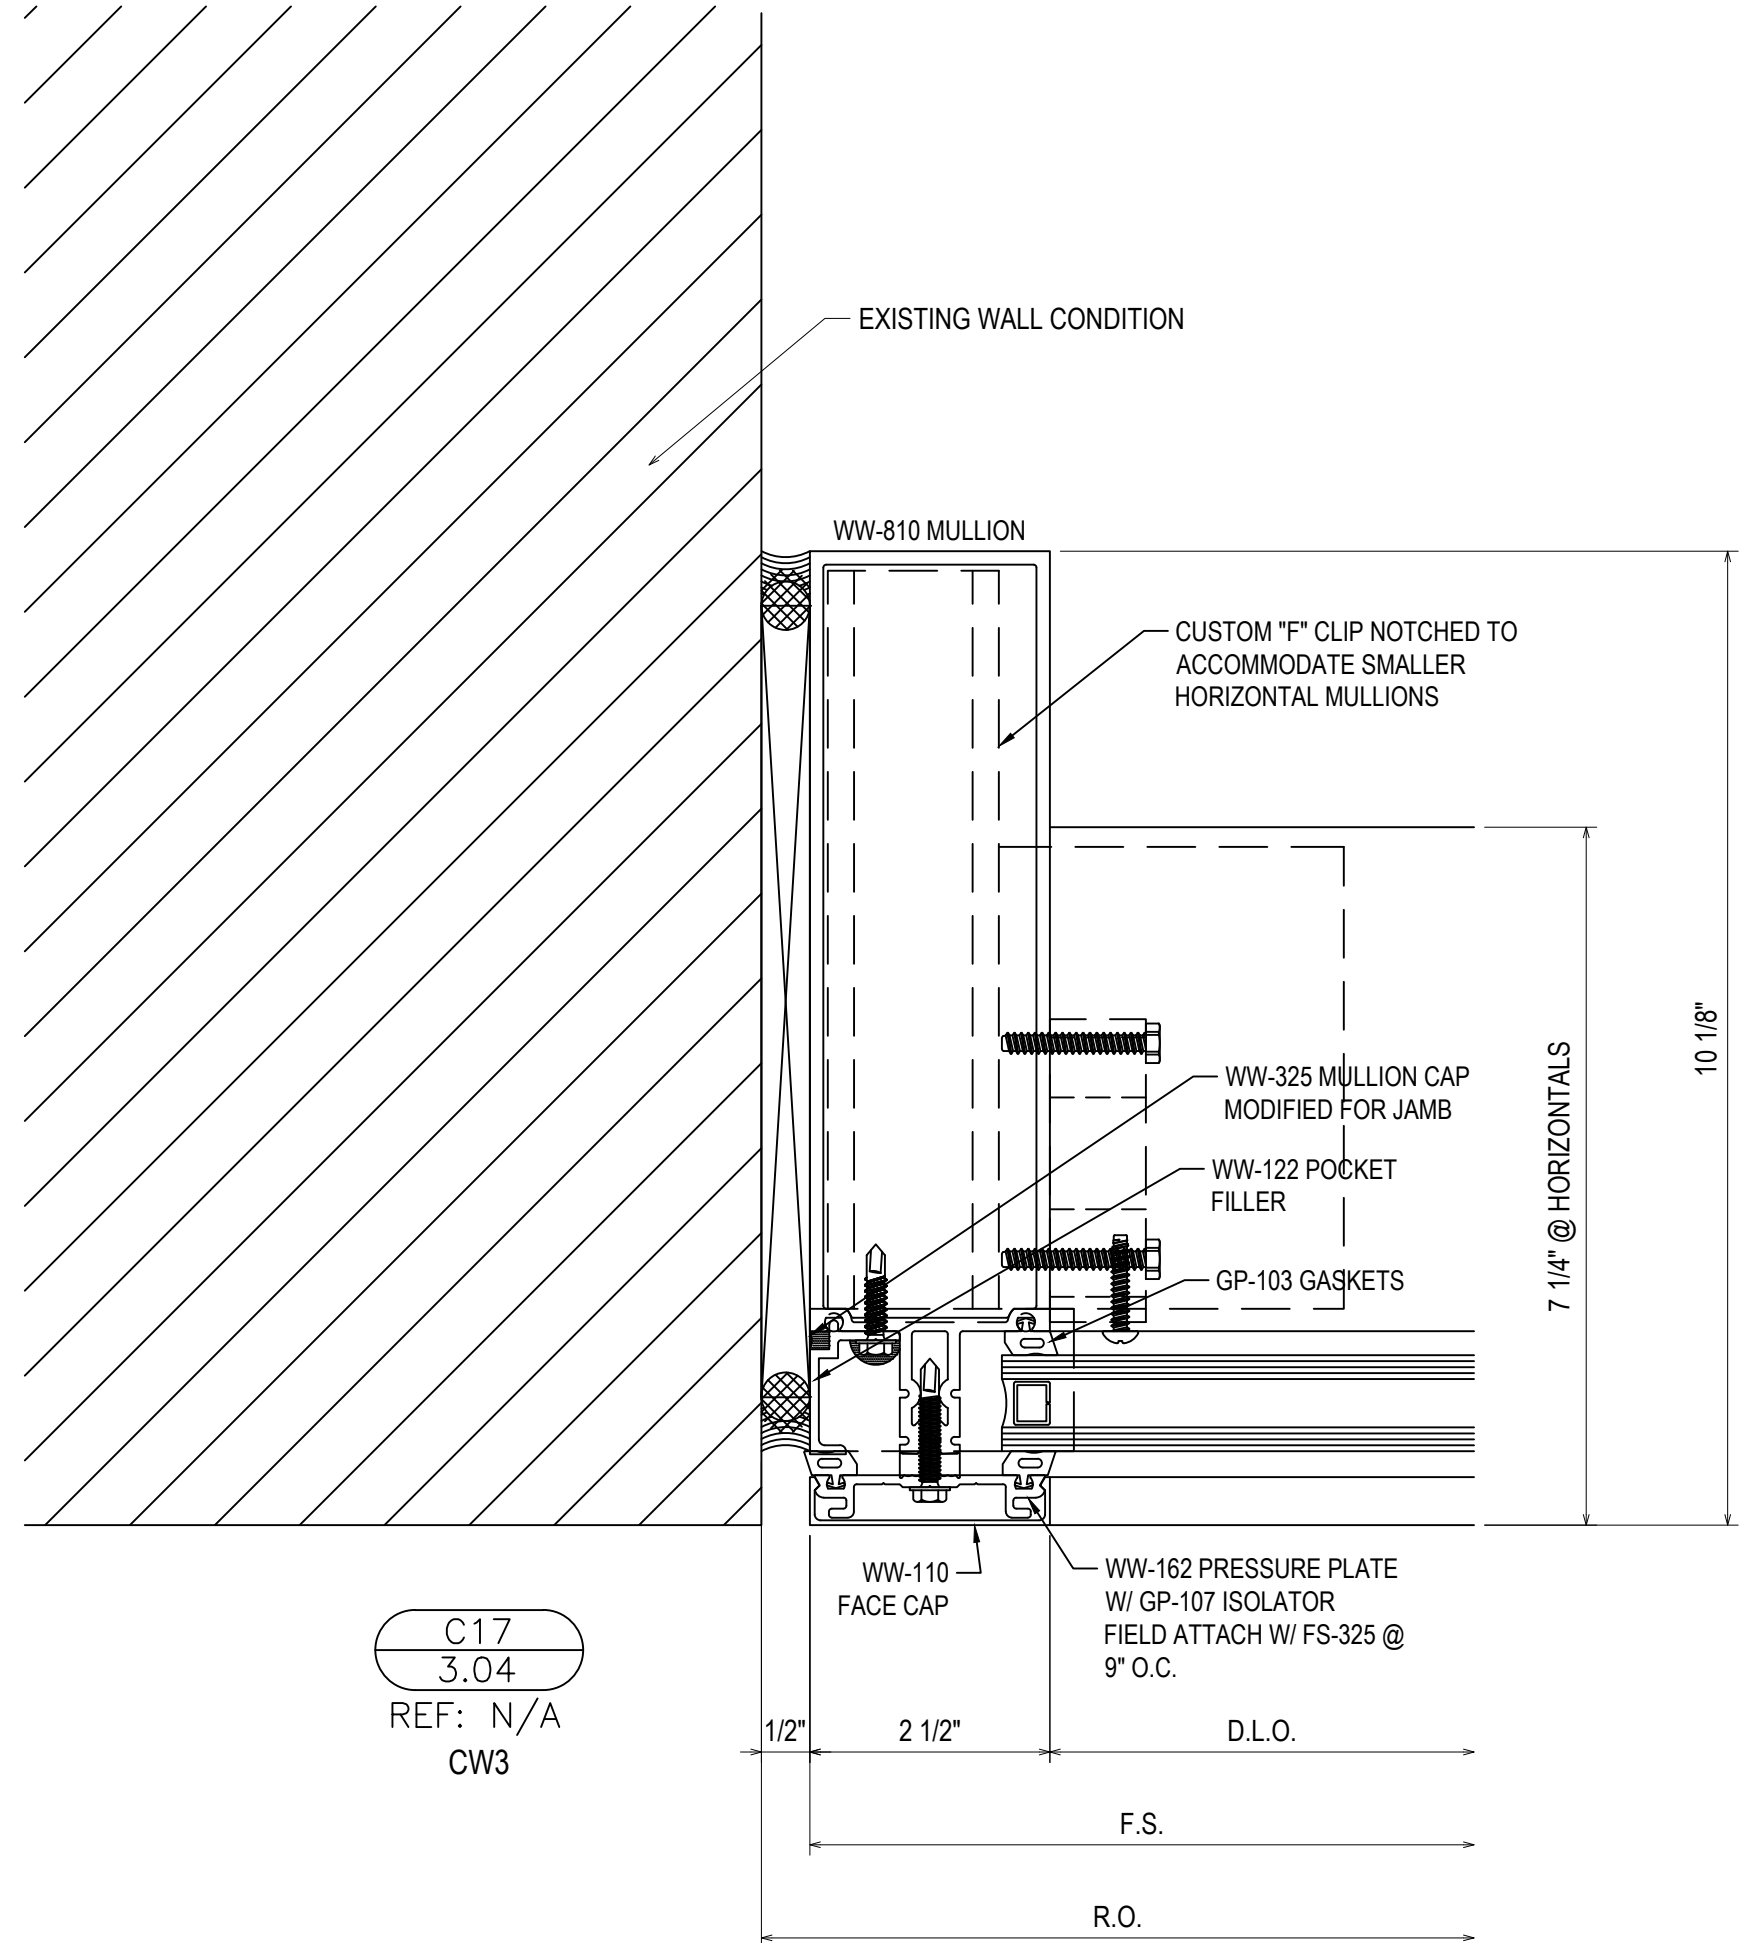 EXISTING WALL CONDITION
WW-810 MULLION
CUSTOM "F" CLIP NOTCHED TO
ACCOMMODATE SMALLER
HORIZONTAL MULLIONS
10 1/8"
7 1/4" @ HORIZONTALS
WW-325 MULLION CAP
MODIFIED FOR JAMB
WW-122 POCKET
FILLER
GP-103 GASKETS
WW-110
FACE CAP
WW-162 PRESSURE PLATE
W/ GP-107 ISOLATOR
FIELD ATTACH W/ FS-325 @
9" O.C.
C17
3.04
REF: N/A
CW3
1/2"
2 1/2"
D.L.O.
F.S.
R.O.